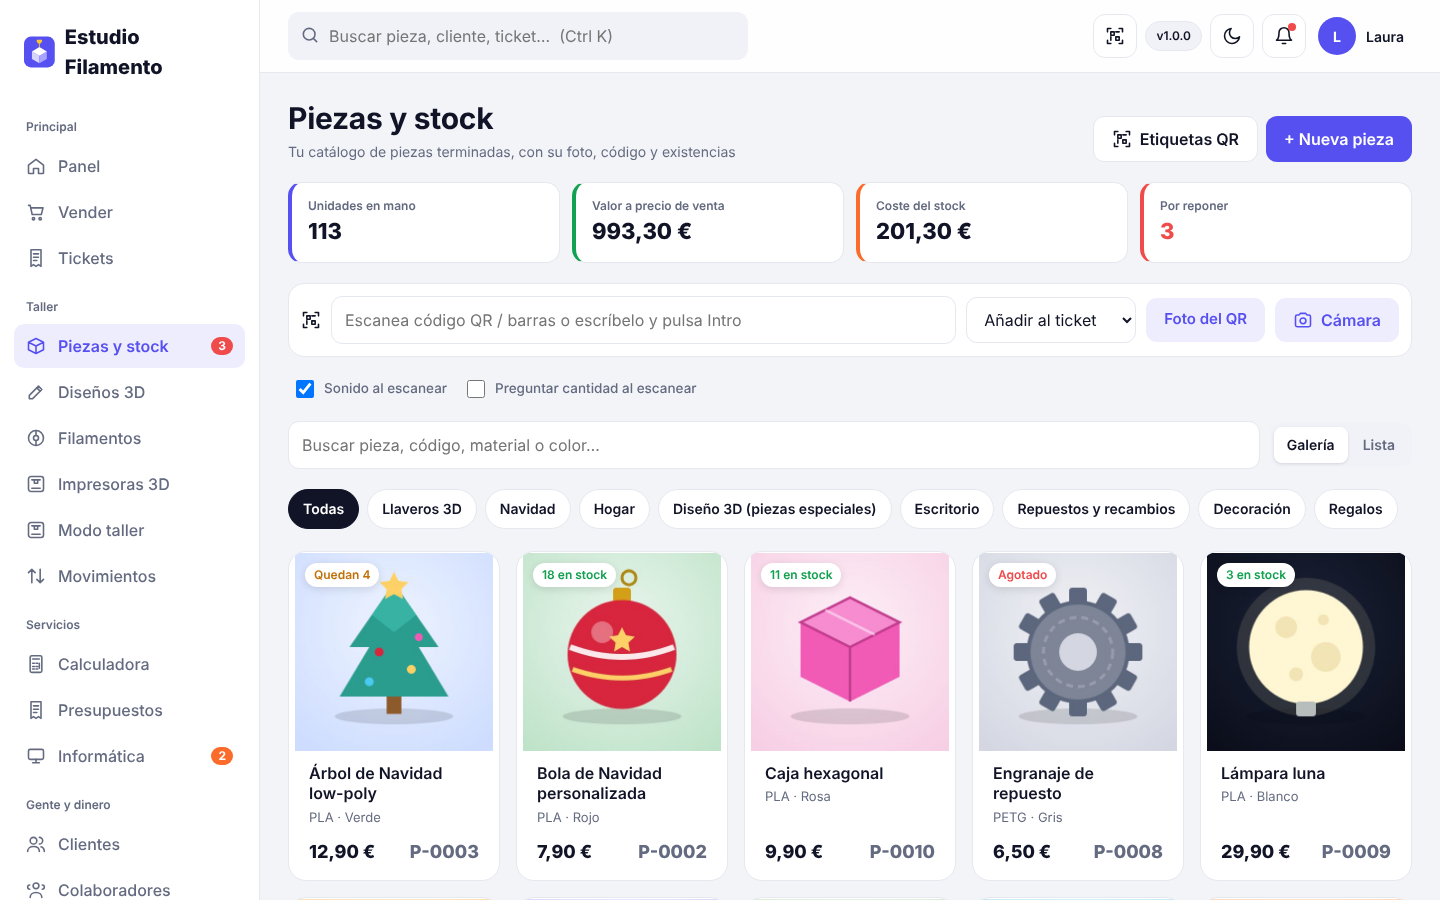 Estudio
Filamento
Principal
Panel
Vender
Tickets
Taller
Piezas y stock 3
Diseños 3D
Filamentos
Impresoras 3D
Modo taller
Movimientos
Servicios
Calculadora
Presupuestos
Informática 2
Gente y dinero
Clientes
Colaboradores
Buscar pieza, cliente, ticket... (Ctrl K)
v1.0.0
L Laura
Piezas y stock
Tu catálogo de piezas terminadas, con su foto, código y existencias
Etiquetas QR
+ Nueva pieza
Unidades en mano
113
Valor a precio de venta
993,30 €
Coste del stock
201,30 €
Por reponer
3
Escanea código QR / barras o escríbelo y pulsa Intro
Añadir al ticket
Foto del QR
Cámara
Sonido al escanear
Preguntar cantidad al escanear
Buscar pieza, código, material o color...
Galería
Lista
Todas
Llaveros 3D
Navidad
Hogar
Diseño 3D (piezas especiales)
Escritorio
Repuestos y recambios
Decoración
Regalos
Quedan 4
Árbol de Navidad
low-poly
PLA · Verde
12,90 € P-0003
18 en stock
Bola de Navidad
personalizada
PLA · Rojo
7,90 € P-0002
11 en stock
Caja hexagonal
PLA · Rosa
9,90 € P-0010
Agotado
Engranaje de
repuesto
PETG · Gris
6,50 € P-0008
3 en stock
Lámpara luna
PLA · Blanco
29,90 € P-0009